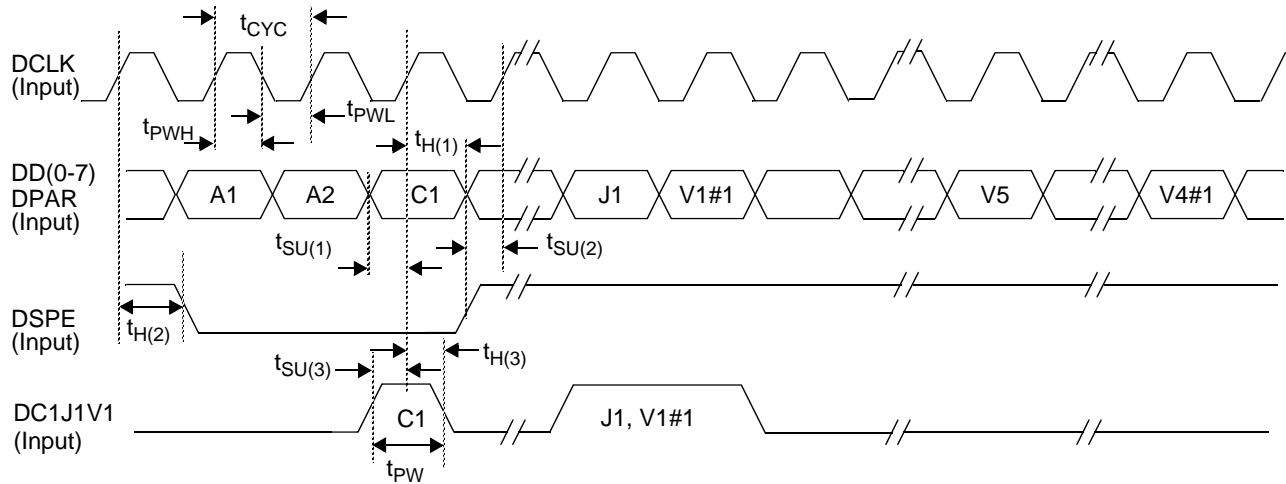 tCYC
DCLK
(Input)
tPWH
tPWL
tH(1)
DD(0-7)
DPAR
(Input)
A1
A2
C1
J1
V1#1
V5
V4#1
tSU(1)
tSU(2)
DSPE
(Input)
tH(2)
tSU(3)
tH(3)
DC1J1V1
(Input)
C1
J1, V1#1
tPW